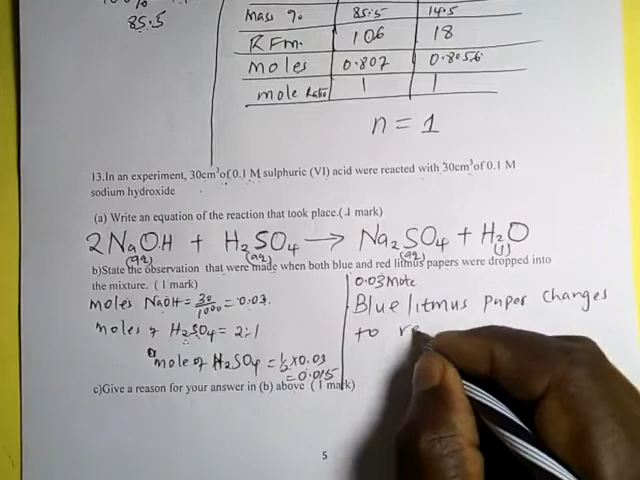 85.5
Mass % 85.5 14.5
RFm. 106 18
moles 0.807 0.8056
mole Ratio 1 1
n = 1
13.In an experiment, 30cm³of 0.1 M sulphuric (VI) acid were reacted with 30cm³of 0.1 M
sodium hydroxide
(a) Write an equation of the reaction that took place.( 1 mark)
2NaOH + H₂SO₄ → Na₂SO₄ + H₂O
(aq) (aq) (aq) (l)
b)State the observation that were made when both blue and red litmus papers were dropped into
the mixture. ( 1 mark)
moles NaOH = 30/1000 = 0.03.
moles of H₂SO₄ = 2:1
mole of H₂SO₄ = 1/2 x 0.03
= 0.015
0.03 mole
Blue litmus paper changes
to re
c)Give a reason for your answer in (b) above ( 1 mark)
5